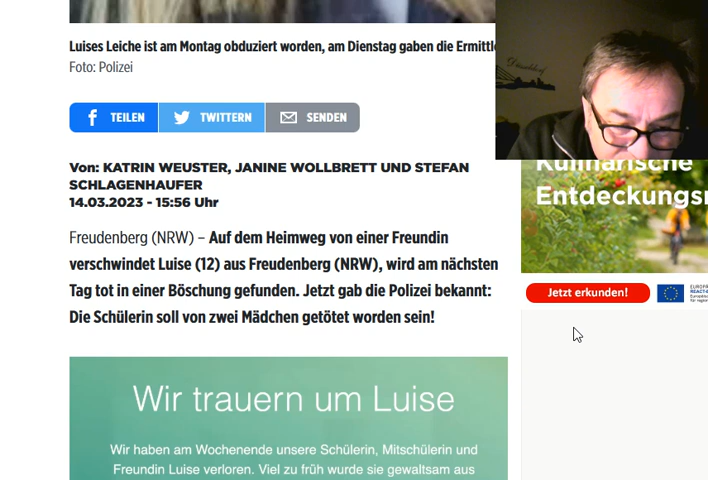 Luises Leiche ist am Montag obduziert worden, am Dienstag gaben die
Foto: Polizei
Düsseldorf
TEILEN
TWITTERN
SENDEN
Kulinarische
Von: KATRIN WEUSTER, JANINE WOLLBRETT UND STEFAN
SCHLAGENHAUFER
14.03.2023 - 15:56 Uhr
Freudenberg (NRW) – Auf dem Heimweg von einer Freundin
verschwindet Luise (12) aus Freudenberg (NRW), wird am nächsten
Tag tot in einer Böschung gefunden. Jetzt gab die Polizei bekannt:
Die Schülerin soll von zwei Mädchen getötet worden sein!
Jetzt erkunden!
Wir trauern um Luise
Wir haben am Wochenende unsere Schülerin, Mitschülerin und
Freundin Luise verloren. Viel zu früh wurde sie gewaltsam aus